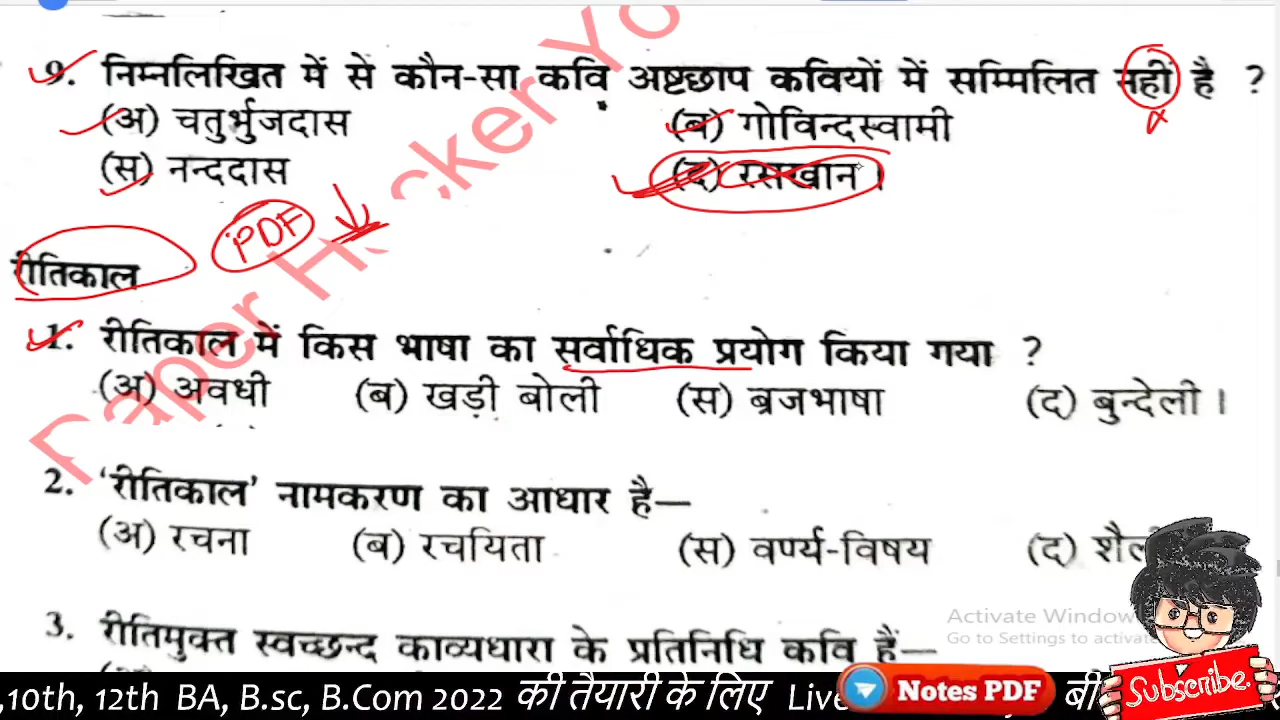 9. निम्नलिखित में से कौन-सा कवि अष्टछाप कवियों में सम्मिलित नहीं है ?
(अ) चतुर्भुजदास (ब) गोविन्दस्वामी
(स) नन्ददास (द) रसखान ।
PDF
रीतिकाल
1. रीतिकाल में किस भाषा का सर्वाधिक प्रयोग किया गया ?
(अ) अवधी (ब) खड़ी बोली (स) ब्रजभाषा (द) बुन्देली ।
2. ‘रीतिकाल’ नामकरण का आधार है—
(अ) रचना (ब) रचयिता (स) वर्ण्य-विषय (द)
3. रीतिमुक्त स्वच्छन्द काव्यधारा के प्रतिनिधि कवि हैं—
Activate Window
Go to Settings to activate
,10th, 12th BA, B.sc, B.Com 2022 की तैयारी के लिए Live Notes PDF Subscribe.